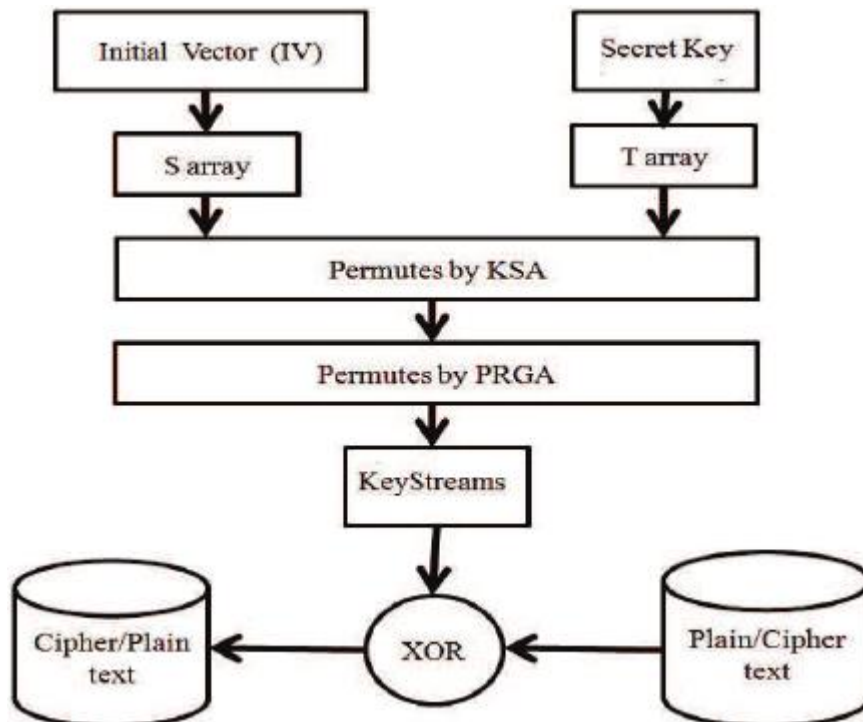 Initial Vector (IV)
Secret Key
S array
T array
Permutes by KSA
Permutes by PRGA
KeyStreams
Cipher/Plain
text
XOR
Plain/Cipher
text